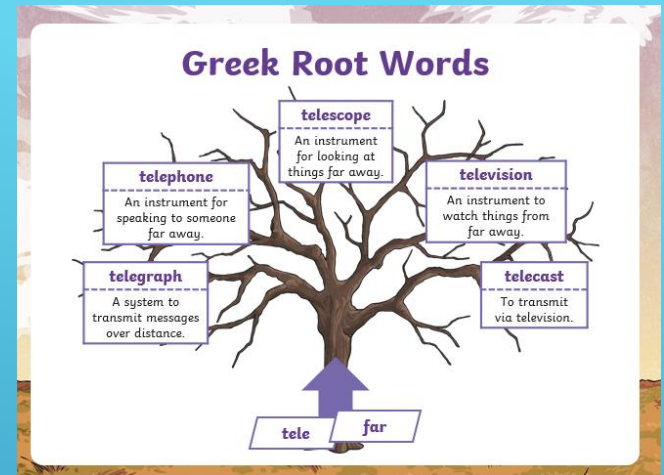 Greek Root Words
telescope
An instrument
for looking at
things far away.
telephone
An instrument for
speaking to someone
far away.
television
An instrument to
watch things from
far away.
telegraph
A system to
transmit messages
over distance.
telecast
To transmit
via television.
tele
far